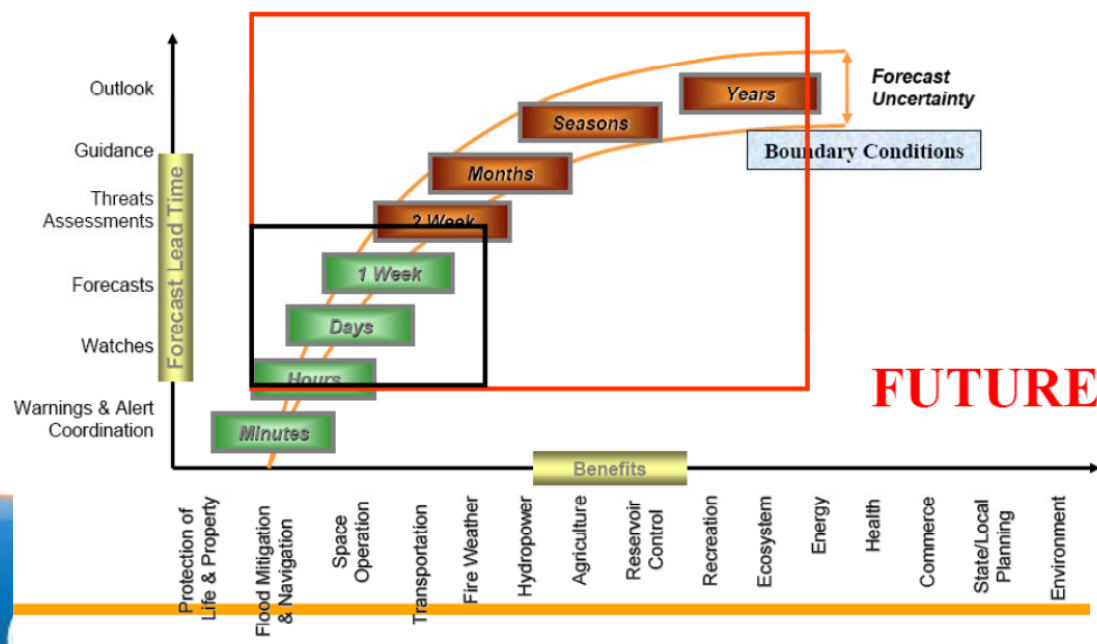 Outlook
Guidance
Threats
Assessments
Forecasts
Watches
Warnings & Alert
Coordination
Forecast Lead Time
Years
Seasons
Months
2 Week
1 Week
Days
Hours
Minutes
Forecast
Uncertainty
Boundary Conditions
FUTURE
Benefits
Protection of
Life & Property
Flood Mitigation
& Navigation
Space
Operation
Transportation
Fire Weather
Hydropower
Agriculture
Reservoir
Control
Recreation
Ecosystem
Energy
Health
Commerce
State/Local
Planning
Environment